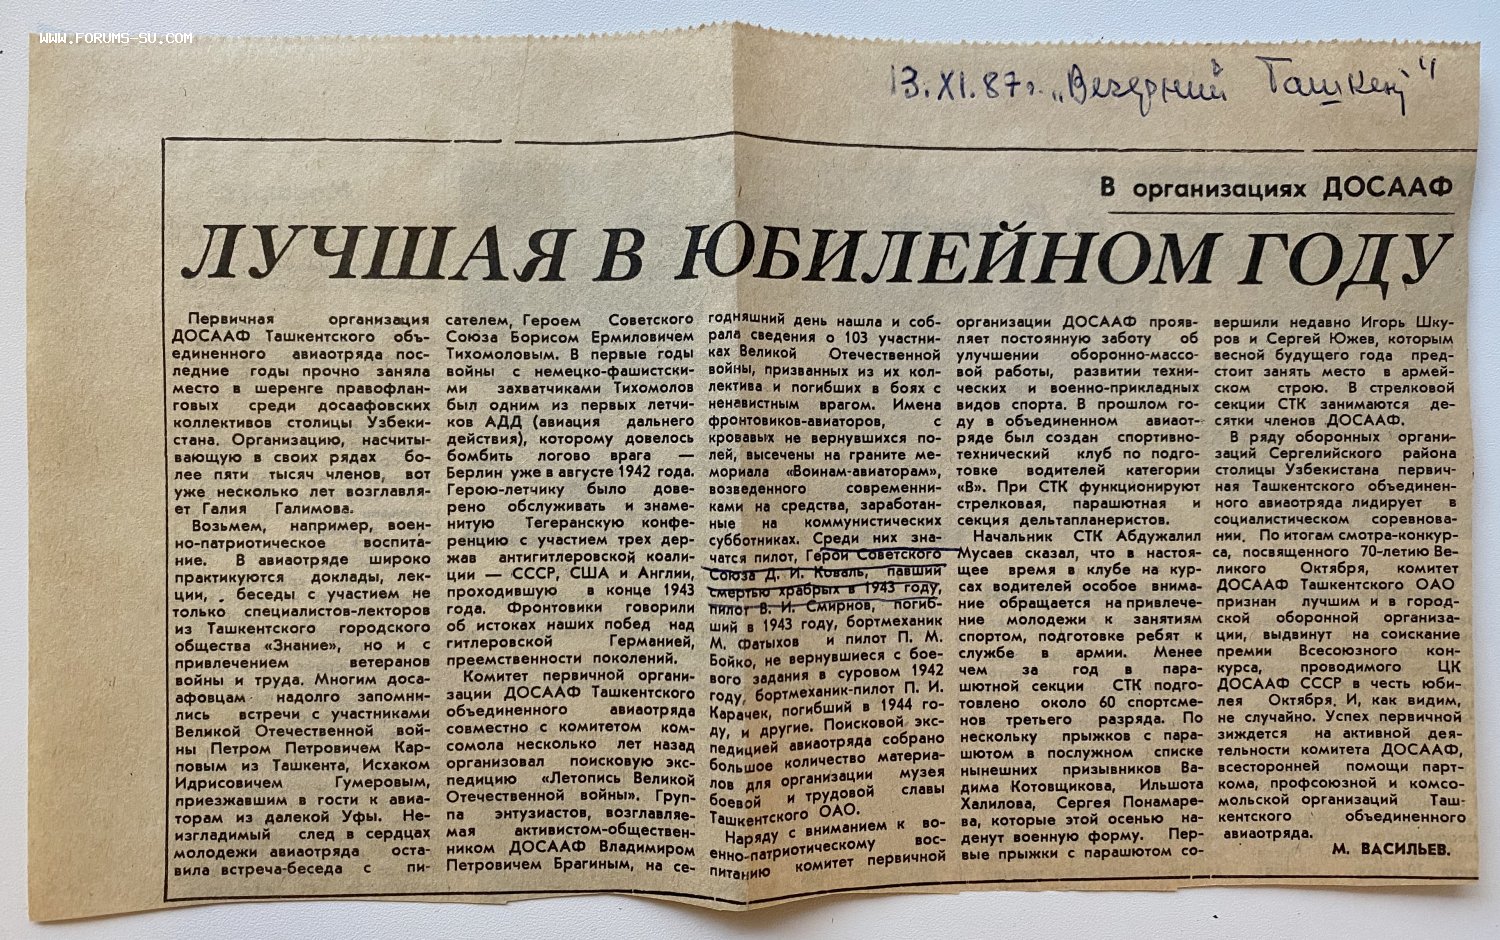 WWW.FORUMS-SU.COM
13.XI.87г. „Вечерний Ташкент"
В организациях ДОСААФ
ЛУЧШАЯ В ЮБИЛЕЙНОМ ГОДУ
Первичная организация
ДОСААФ Ташкентского объ-
единенного авиаотряда пос-
ледние годы прочно заняла
место в шеренге правофлан-
говых среди досаафовских
коллективов столицы Узбеки-
стана. Организацию, насчиты-
вающую в своих рядах бо-
лее пяти тысяч членов, вот
уже несколько лет возглавля-
ет Галия Галимова.
Возьмем, например, воен-
но-патриотическое воспита-
ние. В авиаотряде широко
практикуются доклады, лек-
ции, беседы с участием не
только специалистов-лекторов
из Ташкентского городского
общества «Знание», но и с
привлечением ветеранов
войны и труда. Многим доса-
афовцам надолго запомни-
лись встречи с участниками
Великой Отечественной вой-
ны Петром Петровичем Кар-
повым из Ташкента, Исхаком
Идрисовичем Гумеровым,
приезжавшим в гости к авиа-
торам из далекой Уфы. Не-
изгладимый след в сердцах
молодежи авиаотряда оста-
вила встреча-беседа с пи-
сателем, Героем Советского
Союза Борисом Ермиловичем
Тихомоловым. В первые годы
войны с немецко-фашистски-
ми захватчиками Тихомолов
был одним из первых летчи-
ков АДД (авиация дальнего
действия), которому довелось
бомбить логово врага —
Берлин уже в августе 1942 года.
Герою-летчику было дове-
рено обслуживать и знаме-
нитую Тегеранскую конфе-
ренцию с участием трех дер-
жав антигитлеровской коали-
ции — СССР, США и Англии,
проходившую в конце 1943
года. Фронтовики говорили
об истоках наших побед над
гитлеровской Германией,
преемственности поколений.
Комитет первичной органи-
зации ДОСААФ Ташкентского
объединенного авиаотряда
совместно с комитетом ком-
сомола несколько лет назад
организовал поисковую экс-
педицию «Летопись Великой
Отечественной войны». Груп-
па энтузиастов, возглавляе-
мая активистом-обществен-
ником ДОСААФ Владимиром
Петровичем Брагиным, на се-
годняшний день нашла и соб-
рала сведения о 103 участни-
ках Великой Отечественной
войны, призванных из их кол-
лектива и погибших в боях с
ненавистным врагом. Имена
фронтовиков-авиаторов, с
кровавых не вернувшихся по-
лей, высечены на граните ме-
мориала «Воинам-авиаторам»,
возведенного современни-
ками на средства, заработан-
ные на коммунистических
субботниках. Среди них зна-
чатся пилот, Герой Советского
Союза Д. И. Коваль, павший
смертью храбрых в 1943 году,
пилот В. И. Смирнов, погиб-
ший в 1943 году, бортмеханик
М. Фатыхов и пилот П. М.
Бойко, не вернувшиеся с бое-
вого задания в суровом 1942
году, бортмеханик-пилот П. И.
Карачек, погибший в 1944 го-
ду, и другие. Поисковой экс-
педицией авиаотряда собрано
большое количество материа-
лов для организации музея
боевой и трудовой славы
Ташкентского ОАО.
Наряду с вниманием к во-
енно-патриотическому вос-
питанию комитет первичной
организации ДОСААФ прояв-
ляет постоянную заботу об
улучшении оборонно-массо-
вой работы, развитии техни-
ческих и военно-прикладных
видов спорта. В прошлом го-
ду в объединенном авиаот-
ряде был создан спортивно-
технический клуб по подго-
товке водителей категории
«В». При СТК функционируют
стрелковая, парашютная и
секция дельтапланеристов.
Начальник СТК Абдужалил
Мусаев сказал, что в настоя-
щее время в клубе на кур-
сах водителей особое внима-
ние обращается на привлече-
ние молодежи к занятиям
спортом, подготовке ребят к
службе в армии. Менее
чем за год в пара-
шютной секции СТК подго-
товлено около 60 спортсме-
нов третьего разряда. По
нескольку прыжков с пара-
шютом в послужном списке
нынешних призывников Ва-
дима Котовщикова, Ильшота
Халилова, Сергея Понамаре-
ва, которые этой осенью на-
денут военную форму. Пер-
вые прыжки с парашютом со-
вершили недавно Игорь Шку-
ров и Сергей Южев, которым
весной будущего года пред-
стоит занять место в армей-
ском строю. В стрелковой
секции СТК занимаются де-
сятки членов ДОСААФ.
В ряду оборонных органи-
заций Сергелийского района
столицы Узбекистана первич-
ная Ташкентского объединен-
ного авиаотряда лидирует в
социалистическом соревнова-
нии. По итогам смотра-конкур-
са, посвященного 70-летию Ве-
ликого Октября, комитет
ДОСААФ Ташкентского ОАО
признан лучшим и в город-
ской оборонной организа-
ции, выдвинут на соискание
премии Всесоюзного кон-
курса, проводимого ЦК
ДОСААФ СССР в честь юби-
лея Октября. И, как видим,
не случайно. Успех первичной
зиждется на активной дея-
тельности комитета ДОСААФ,
всесторонней помощи парт-
кома, профсоюзной и комсо-
мольской организаций Таш-
кентского объединенного
авиаотряда.
М. ВАСИЛЬЕВ.